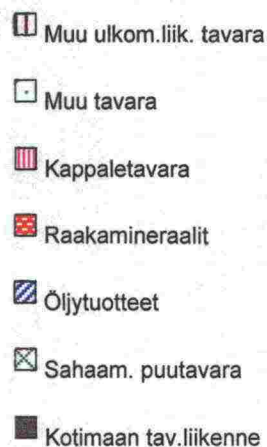 Muu ulkom.liik. tavara
Muu tavara
Kappaletavara
Raakamineraalit
Öljytuotteet
Sahaam. puutavara
Kotimaan tav.liikenne